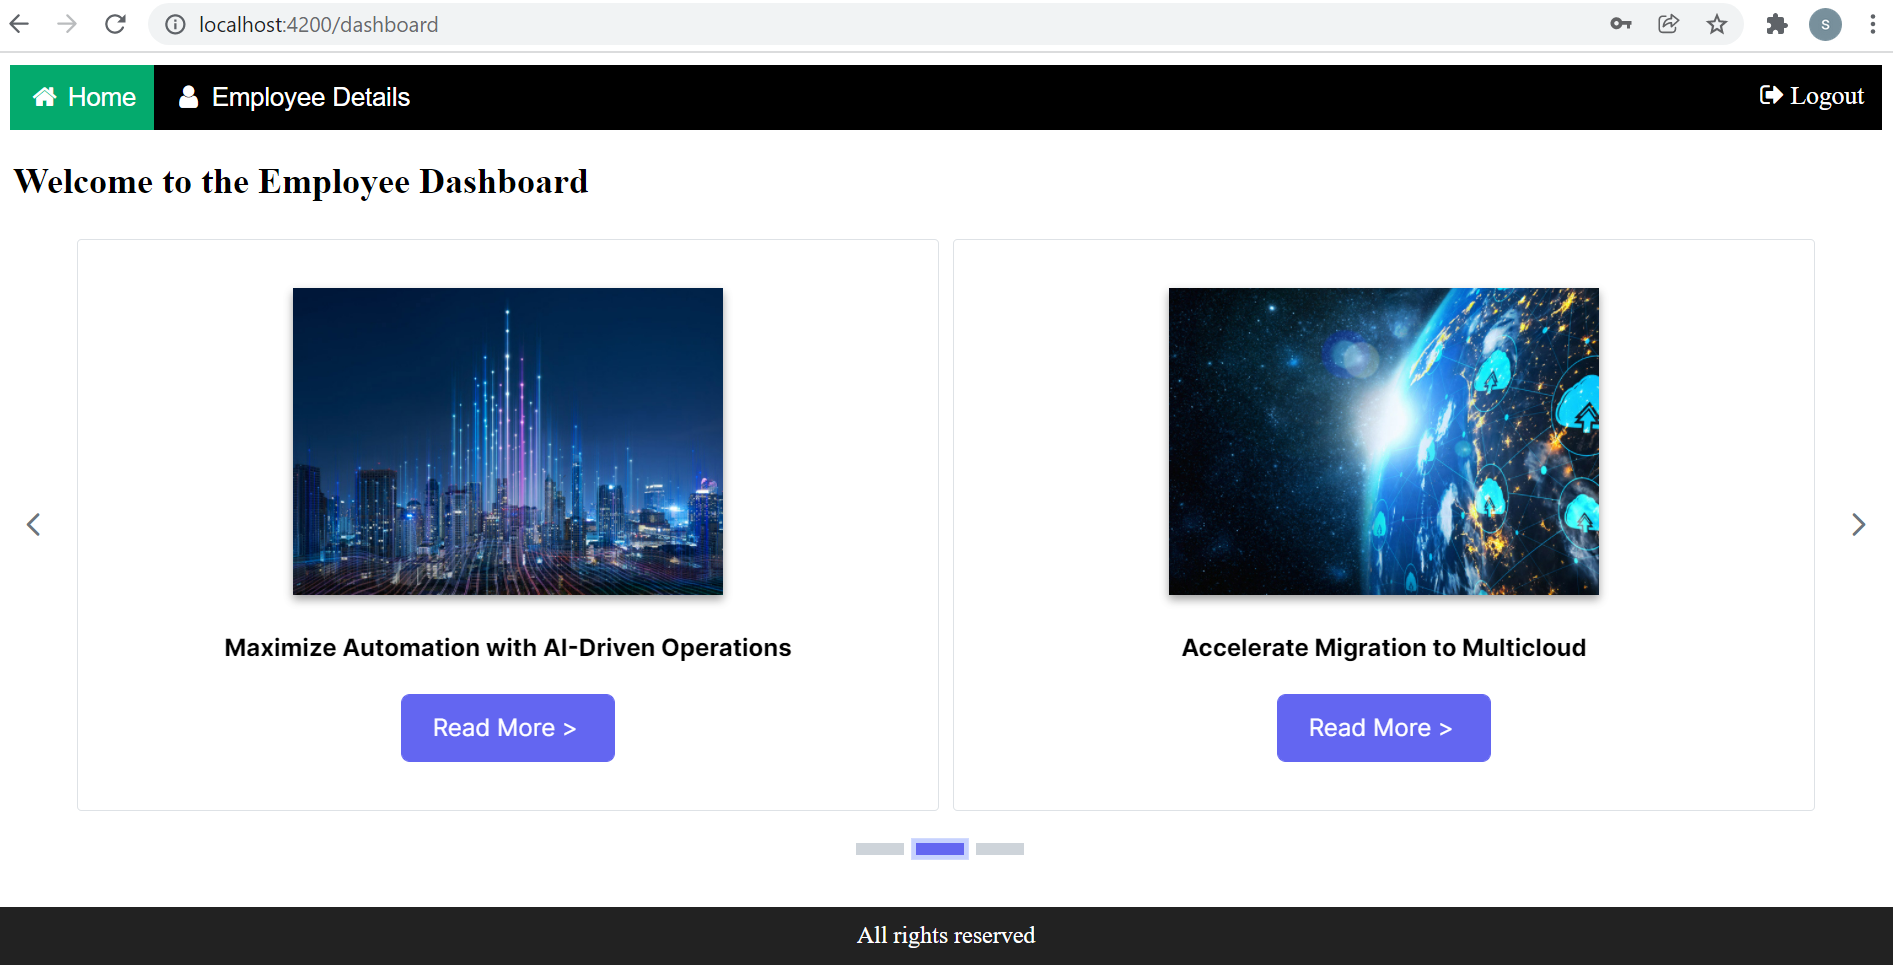 localhost:4200/dashboard
S
Home
Employee Details
Logout
Welcome to the Employee Dashboard
Maximize Automation with AI-Driven Operations
Accelerate Migration to Multicloud
Read More >
Read More >
All rights reserved